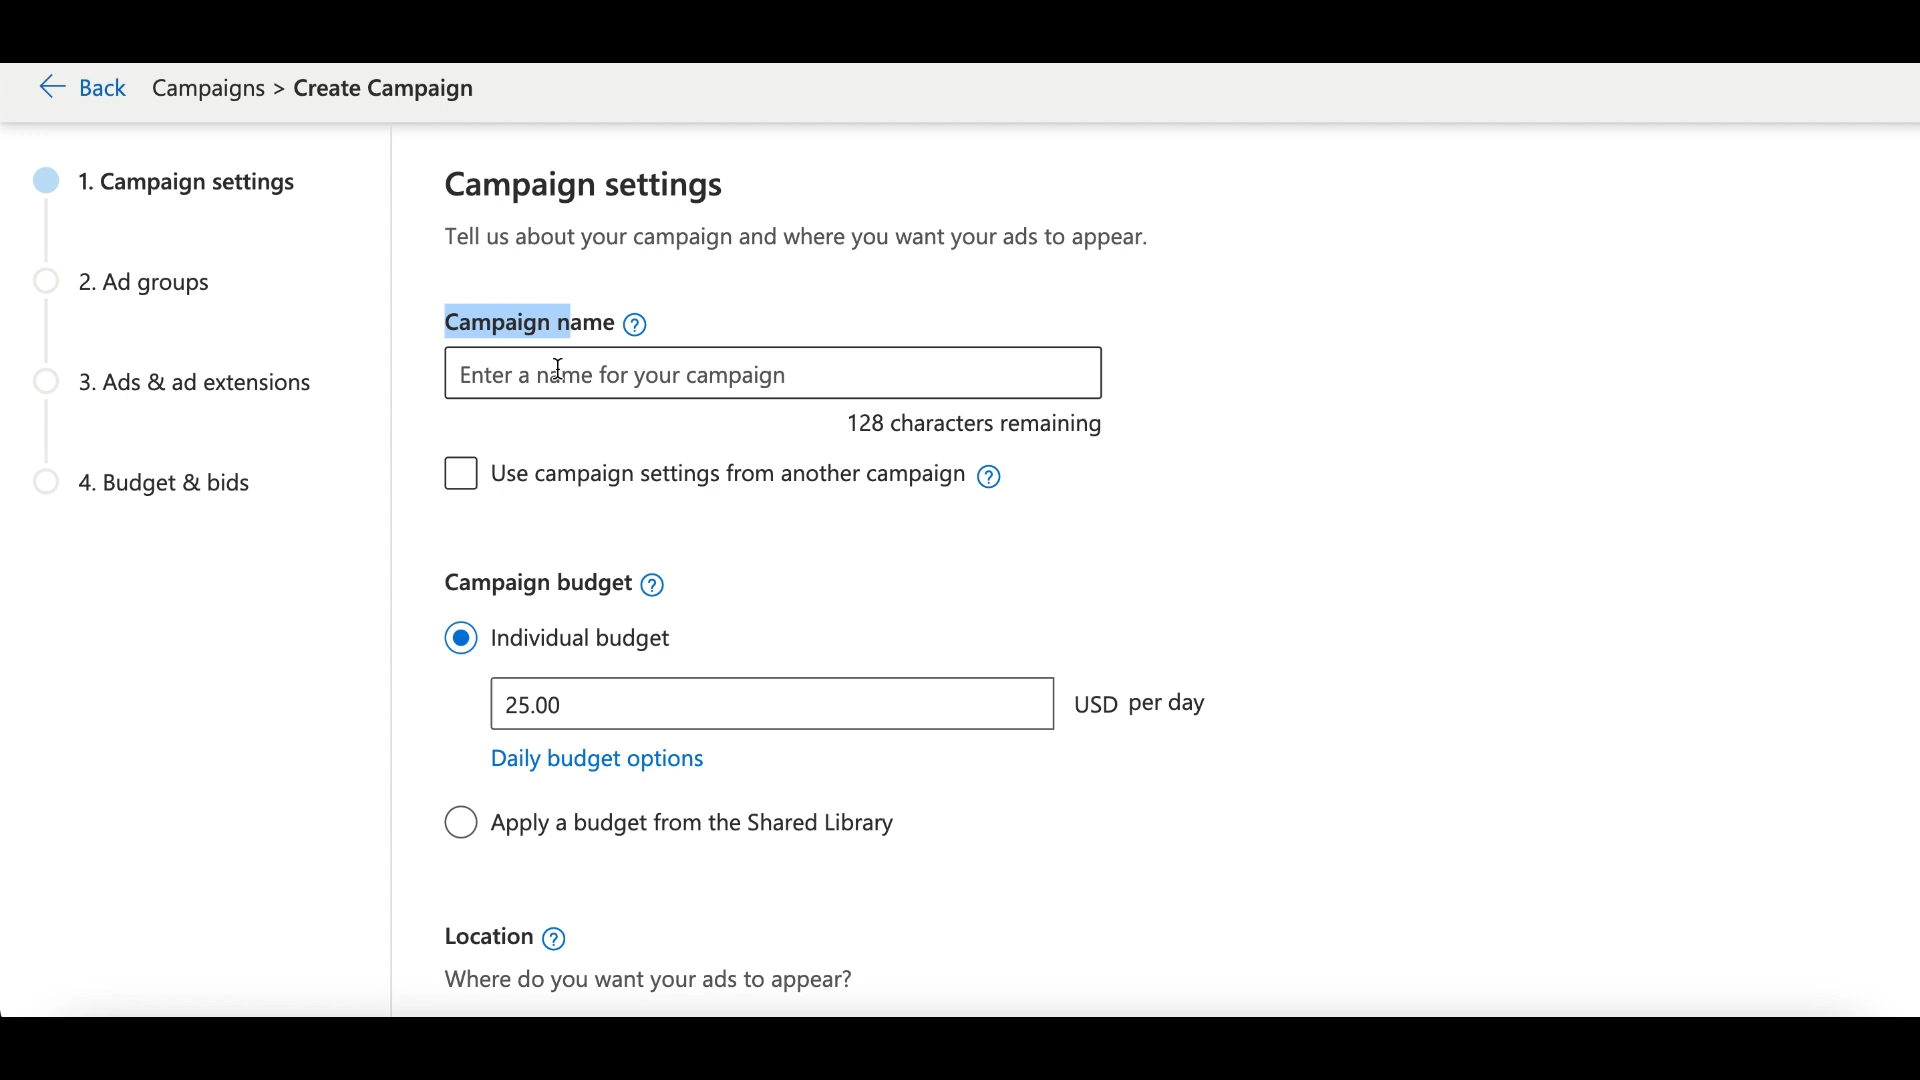 Back Campaigns > Create Campaign
1. Campaign settings
2. Ad groups
3. Ads & ad extensions
4. Budget & bids
Campaign settings
Tell us about your campaign and where you want your ads to appear.
Campaign name ?
Enter a name for your campaign
128 characters remaining
Use campaign settings from another campaign ?
Campaign budget ?
Individual budget
25.00 USD per day
Daily budget options
Apply a budget from the Shared Library
Location ?
Where do you want your ads to appear?